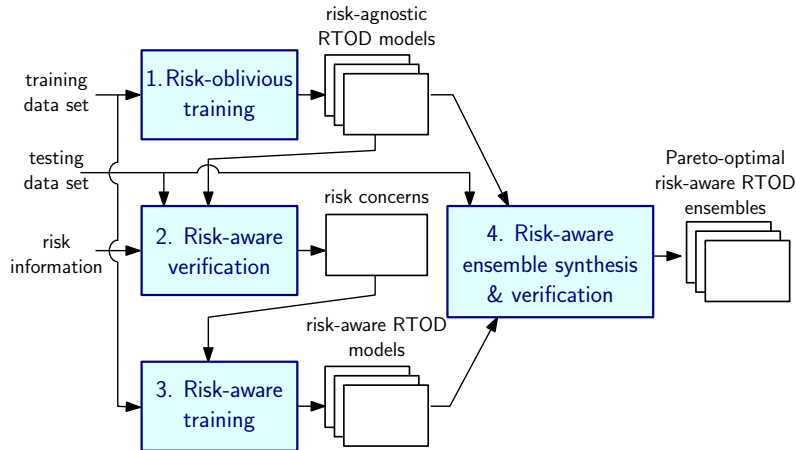 risk-agnostic
RTOD models
training
data set
1. Risk-oblivious
training
testing
data set
Pareto-optimal
risk-aware RTOD
ensembles
risk concerns
risk
information
2. Risk-aware
verification
4. Risk-aware
ensemble synthesis
& verification
risk-aware RTOD
models
3. Risk-aware
training